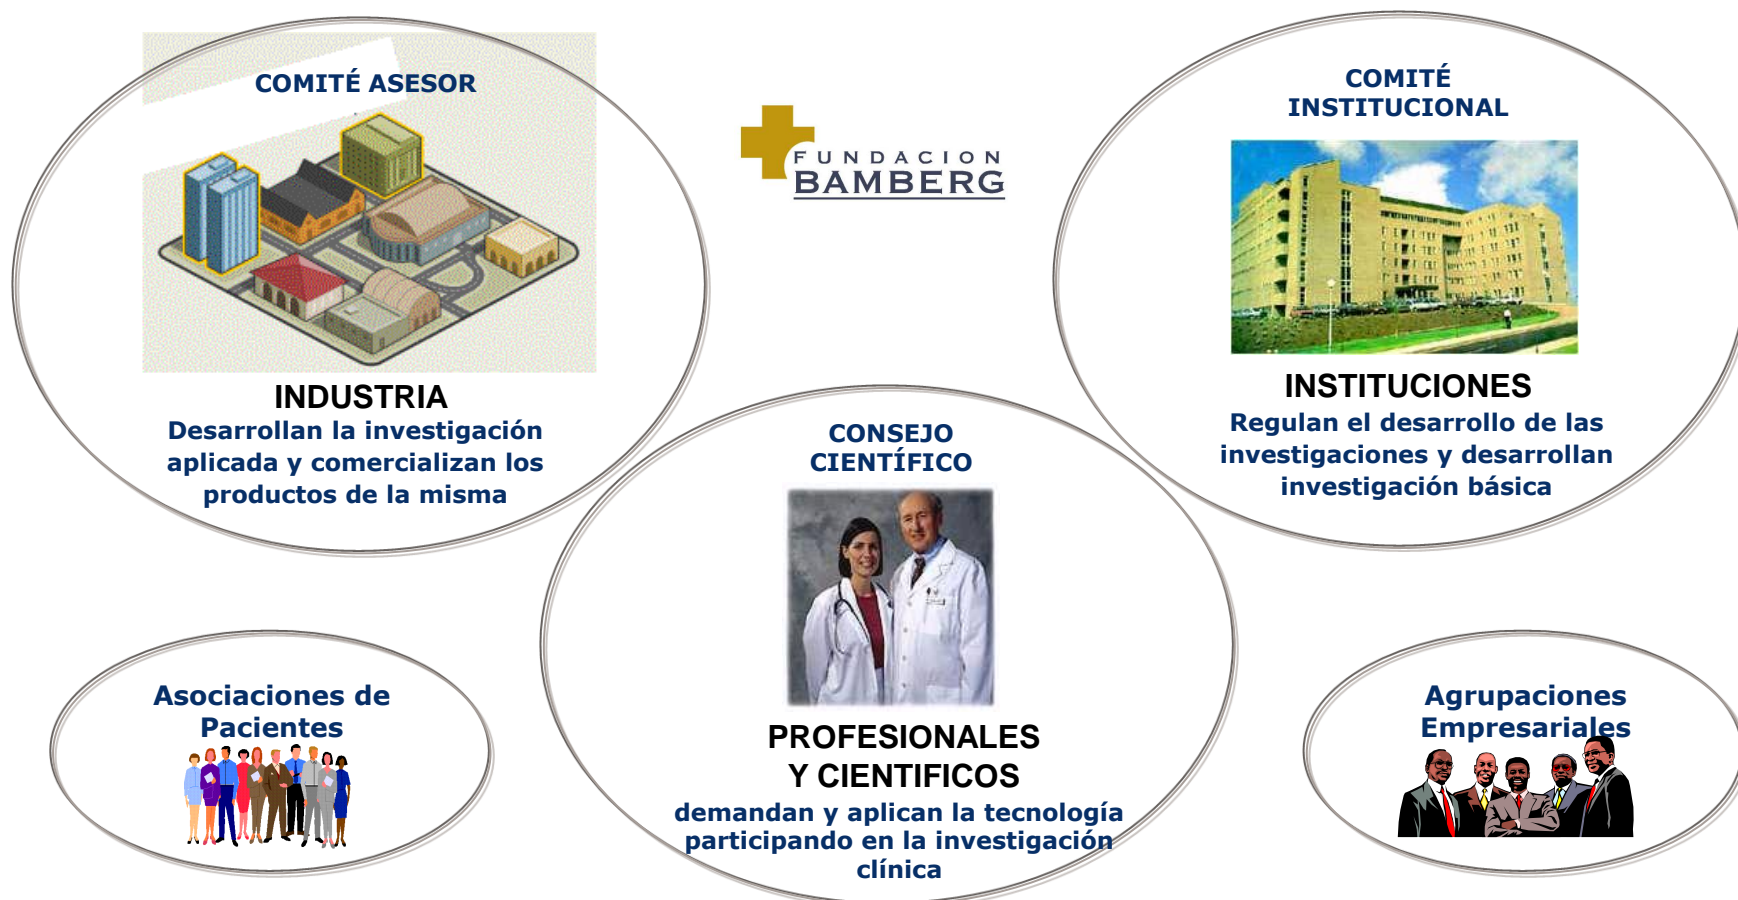 COMITÉ ASESOR
INDUSTRIA
Desarrollan la investigación
aplicada y comercializan los
productos de la misma
FUNDACION
BAMBERG
COMITÉ
INSTITUCIONAL
INSTITUCIONES
Regulan el desarrollo de las
investigaciones y desarrollan
investigación básica
CONSEJO
CIENTÍFICO
PROFESIONALES
Y CIENTIFICOS
demandan y aplican la tecnología
participando en la investigación
clínica
Asociaciones de
Pacientes
Agrupaciones
Empresariales